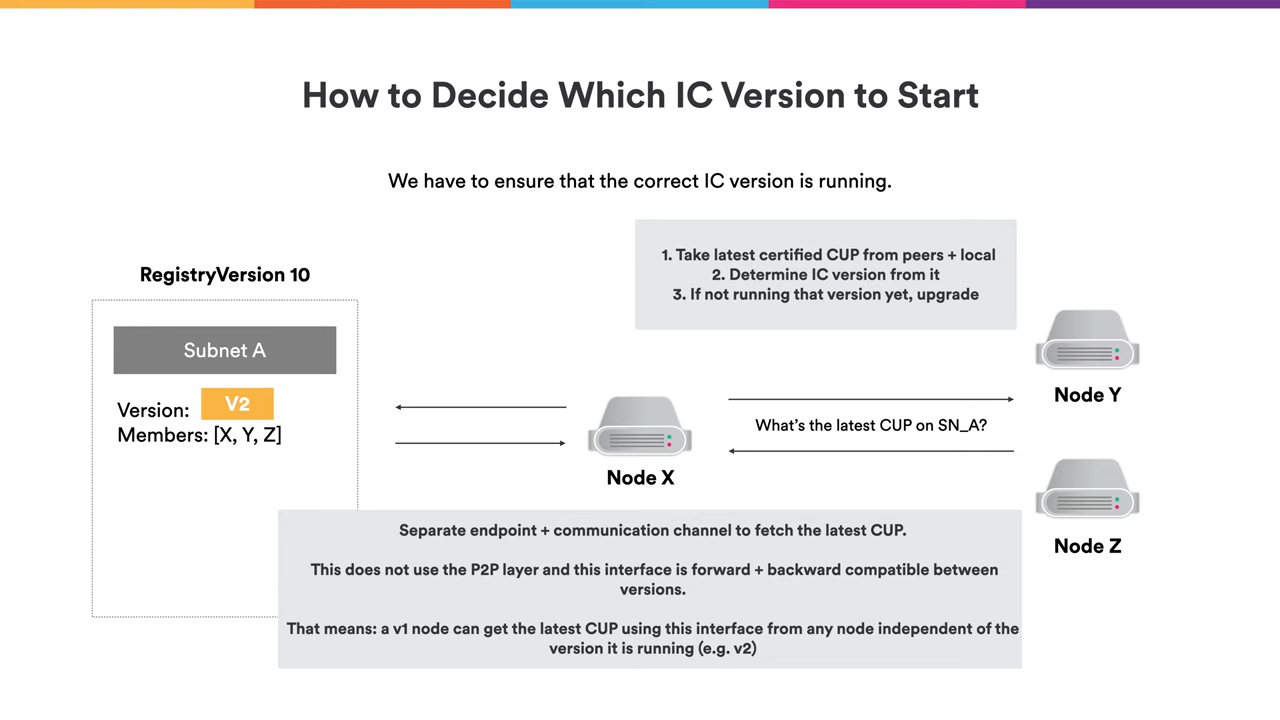 How to Decide Which IC Version to Start
We have to ensure that the correct IC version is running.
1. Take latest certified CUP from peers + local
2. Determine IC version from it
3. If not running that version yet, upgrade
RegistryVersion 10
Subnet A
Version: V2
Members: [X, Y, Z]
Node X
What's the latest CUP on SN_A?
Node Y
Node Z
Separate endpoint + communication channel to fetch the latest CUP.
This does not use the P2P layer and this interface is forward + backward compatible between
versions.
That means: a v1 node can get the latest CUP using this interface from any node independent of the
version it is running (e.g. v2)